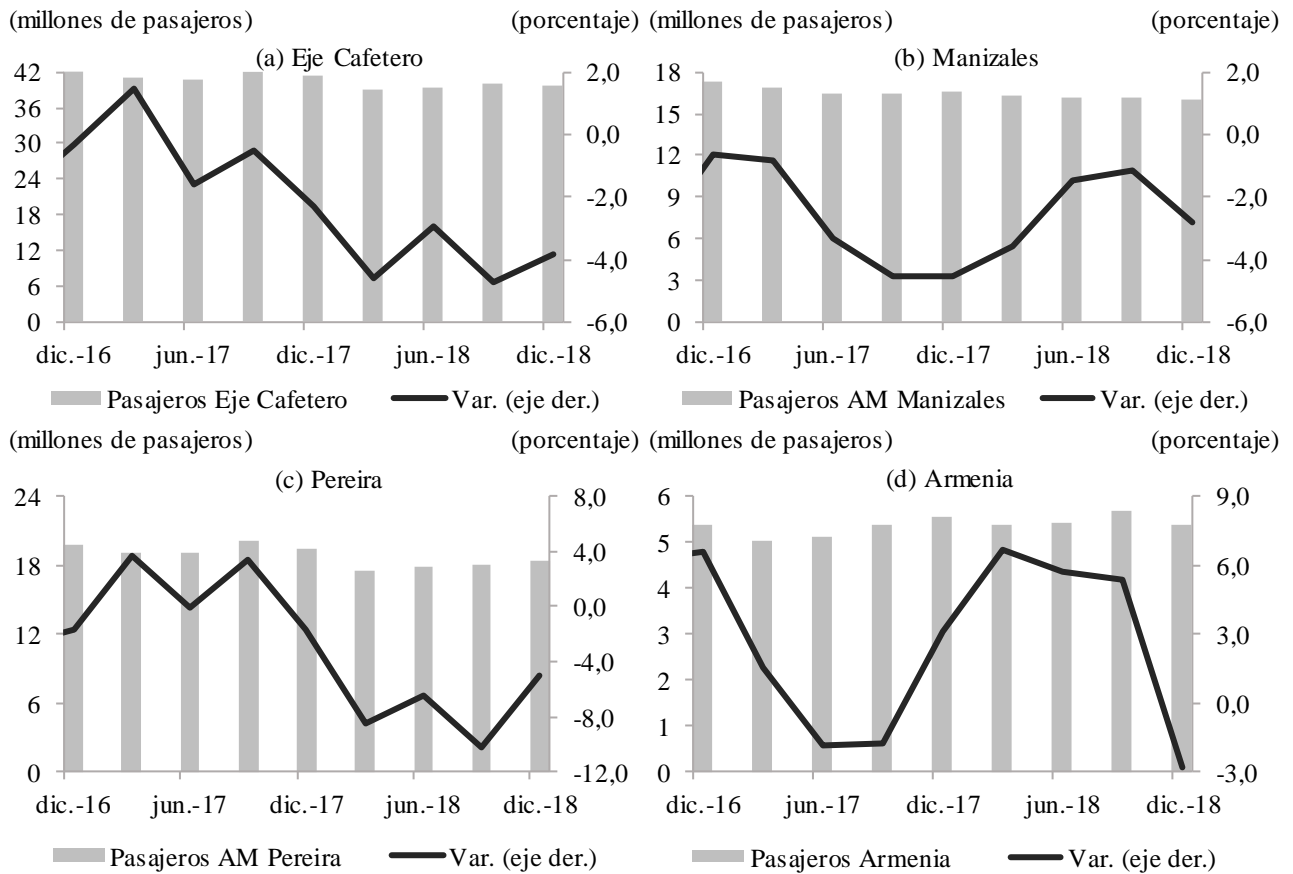 (millones de pasajeros) (porcentaje)
(a) Eje Cafetero
42 2,0
36 0,0
30
24 -2,0
18
12 -4,0
6
0 -6,0
dic.-16 jun.-17 dic.-17 jun.-18 dic.-18
Pasajeros Eje Cafetero Var. (eje der.)
(millones de pasajeros) (porcentaje)
(b) Manizales
18 2,0
15 0,0
12
9 -2,0
6 -4,0
3
0 -6,0
dic.-16 jun.-17 dic.-17 jun.-18 dic.-18
Pasajeros AM Manizales Var. (eje der.)
(millones de pasajeros) (porcentaje)
(c) Pereira
24 8,0
18 4,0
0,0
12 -4,0
6 -8,0
0 -12,0
dic.-16 jun.-17 dic.-17 jun.-18 dic.-18
Pasajeros AM Pereira Var. (eje der.)
(millones de pasajeros) (porcentaje)
(d) Armenia
6 9,0
5 6,0
4
3 3,0
2
1 0,0
0 -3,0
dic.-16 jun.-17 dic.-17 jun.-18 dic.-18
Pasajeros Armenia Var. (eje der.)